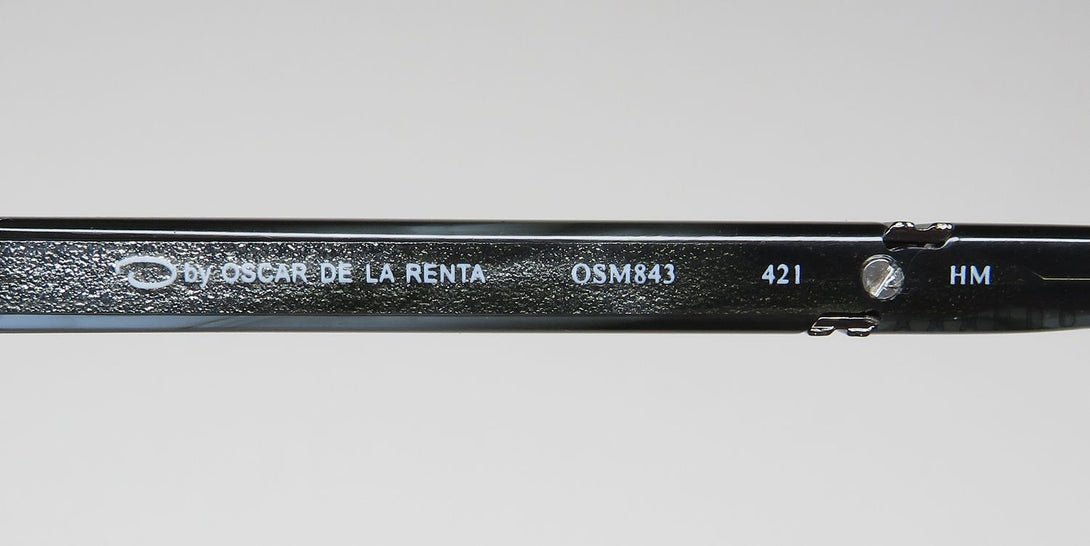 O by OSCAR DE LA RENTA OSM843 421 HM